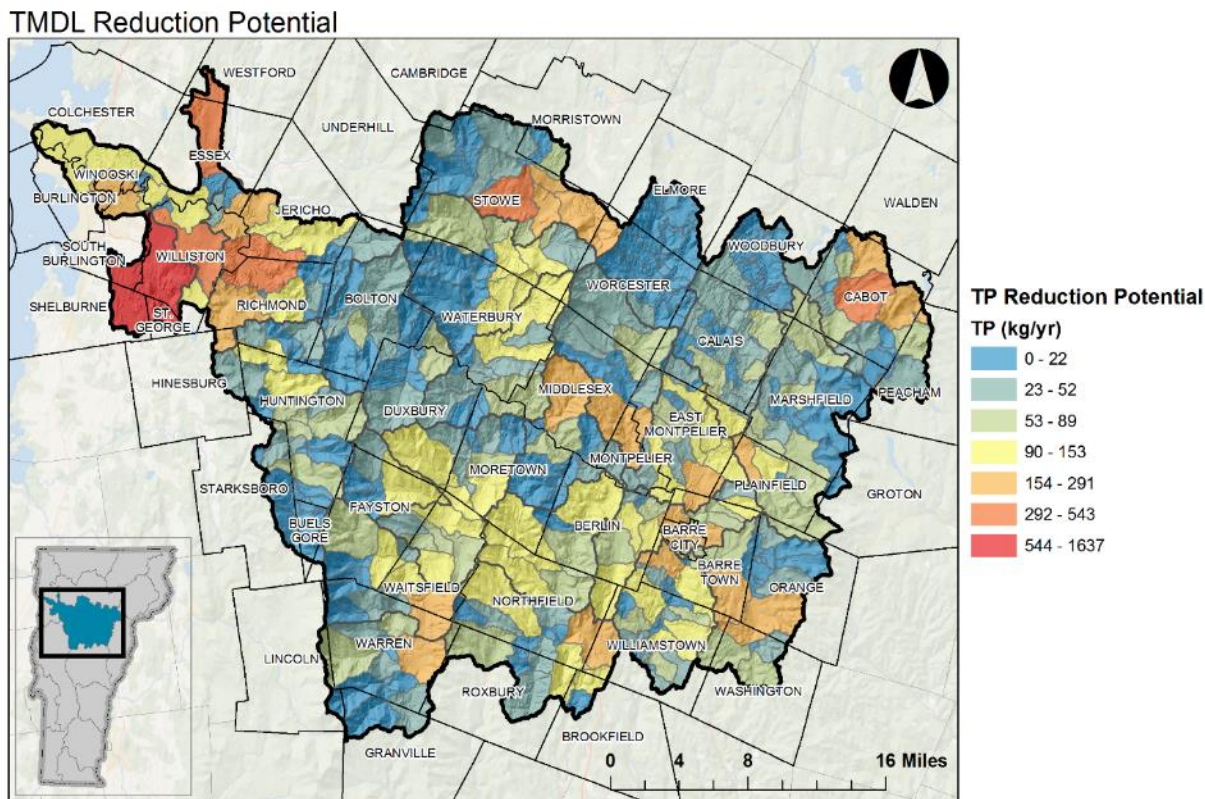 TMDL Reduction Potential
WESTFORD
CAMBRIDGE
COLCHESTER
UNDERHILL
MORRISTOWN
ESSEX
WINOOSKI
ELMORE
WALDEN
BURLINGTON
JERICHO
STOWE
SOUTH
BURLINGTON
WILLISTON
WOODBURY
WORCESTER
CABOT
SHELBURNE
ST.
GEORGE
RICHMOND
BOLTON
WATERBURY
CALAIS
HINESBURG
MIDDLESEX
PEACHAM
HUNTINGTON
DUXBURY
MARSHFIELD
EAST
MONTPELIER
MONTPELIER
MORETOWN
PLAINFIELD
STARKSBORO
GROTON
FAYSTON
BUELS
GORE
BERLIN
BARRE
CITY
BARRE
TOWN
ORANGE
WAITSFIELD
NORTHFIELD
WARREN
WILLIAMSTOWN
LINCOLN
ROXBURY
WASHINGTON
BROOKFIELD
GRANVILLE
0 4 8 16 Miles
TP Reduction Potential
TP (kg/yr)
0 - 22
23 - 52
53 - 89
90 - 153
154 - 291
292 - 543
544 - 1637